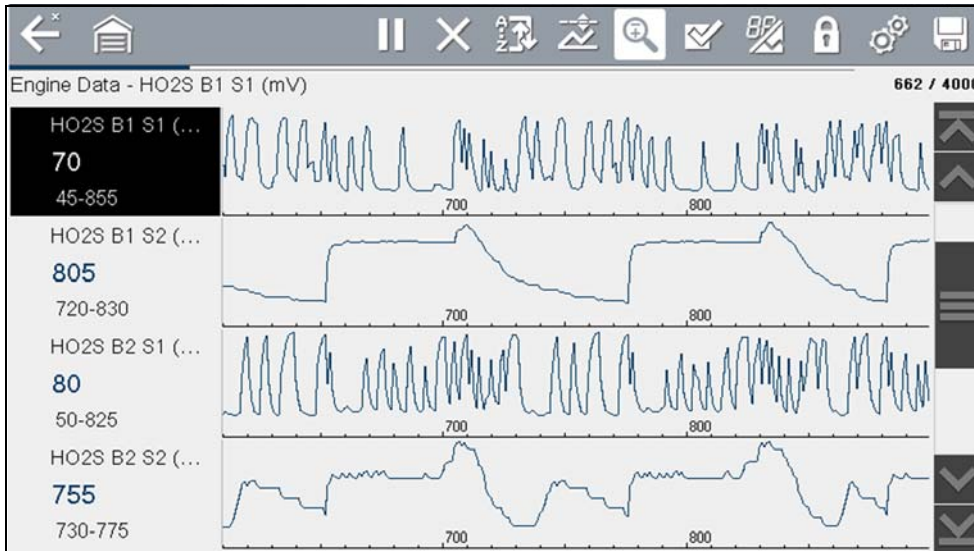 Engine Data - HO2S B1 S1 (mV)
662 / 4000
HO2S B1 S1 (...
70
45-855
700
800
HO2S B1 S2 (...
805
720-830
700
800
HO2S B2 S1 (...
80
50-825
700
800
HO2S B2 S2 (...
755
730-775
700
800